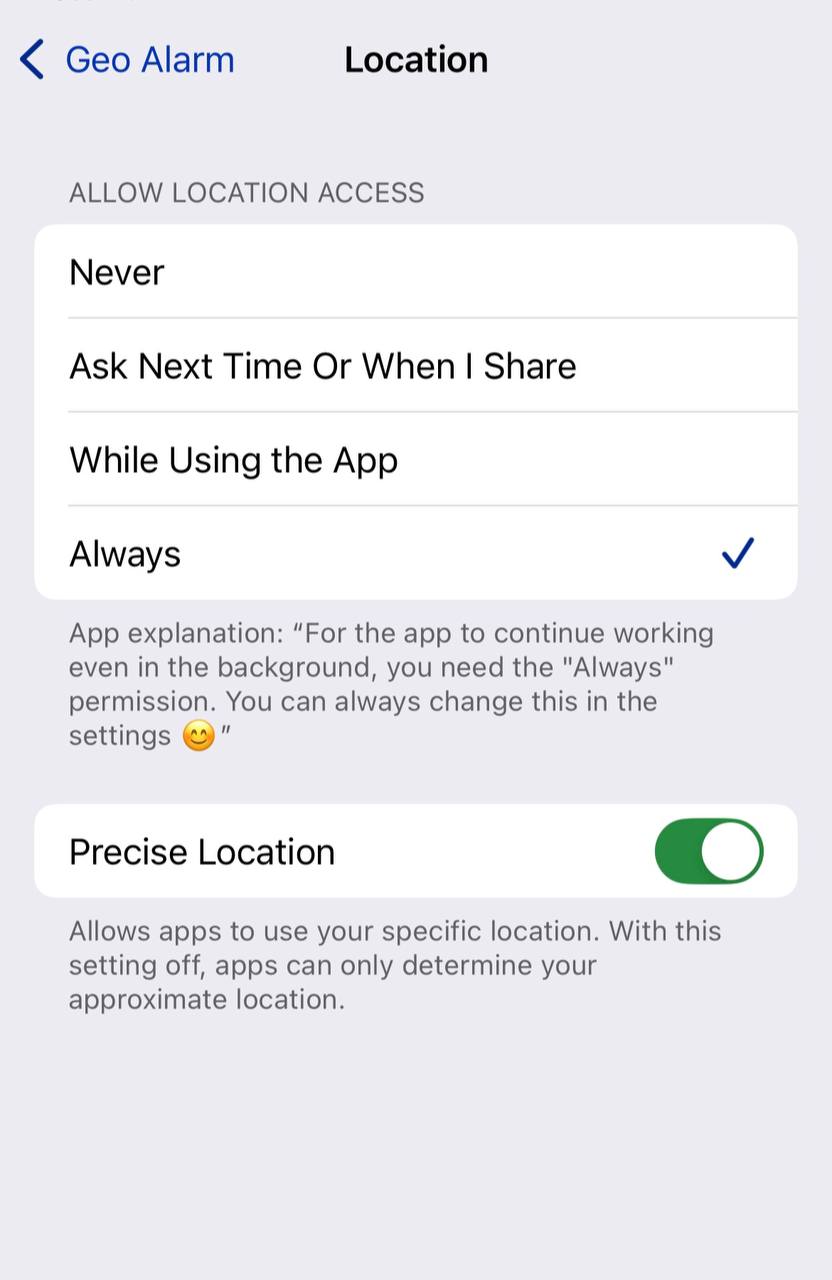 Geo Alarm Location
ALLOW LOCATION ACCESS
Never
Ask Next Time Or When I Share
While Using the App
Always
App explanation: “For the app to continue working
even in the background, you need the "Always"
permission. You can always change this in the
settings 😊”
Precise Location
Allows apps to use your specific location. With this
setting off, apps can only determine your
approximate location.